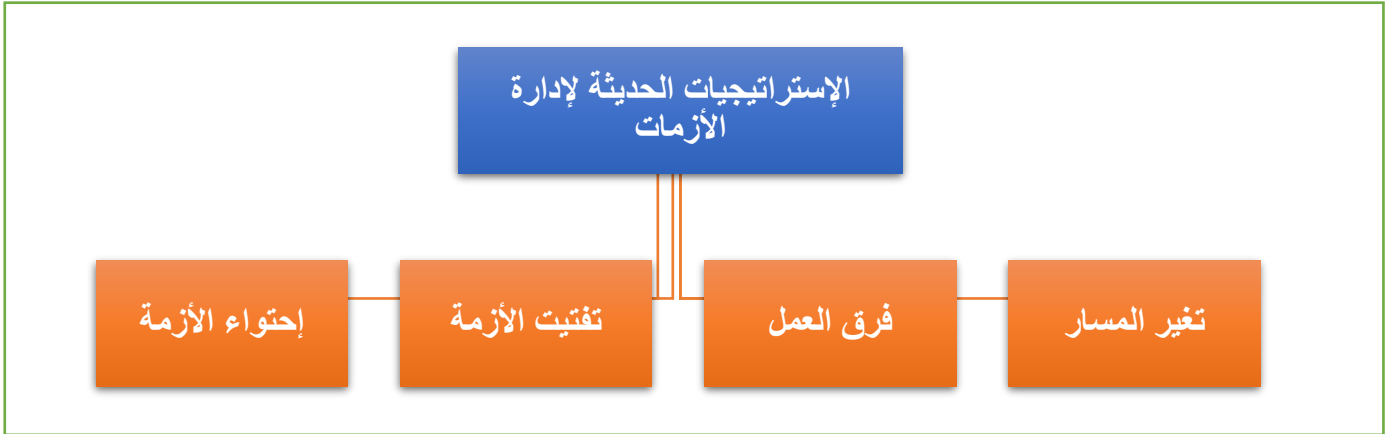 الإستراتيجيات الحديثة لإدارة
الأزمات
تغير المسار
فرق العمل
تفتيت الأزمة
إحتواء الأزمة